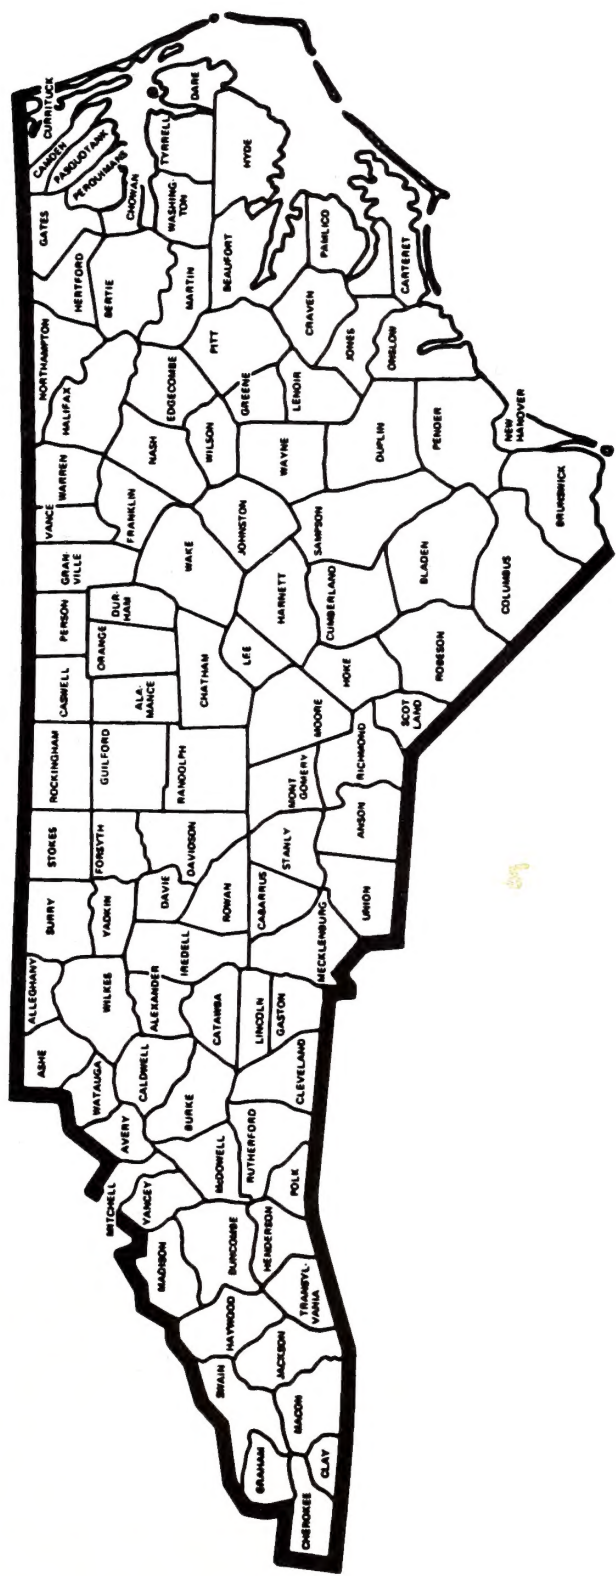 CHEROKEE
GRAHAM
CLAY
MACON
SWAIN
JACKSON
HAYWOOD
TRANSYL-
VANIA
MADISON
BUNCOMBE
HENDERSON
YANCEY
MITCHELL
McDOWELL
RUTHERFORD
POLK
AVERY
WATAUGA
ASHE
BURKE
CALDWELL
CLEVELAND
ALLEGHANY
WILKES
ALEXANDER
CATAWBA
LINCOLN
GASTON
SURRY
YADKIN
IREDELL
DAVIE
ROWAN
CABARRUS
MECKLENBURG
UNION
STOKES
FORSYTH
DAVIDSON
STANLY
ANSON
ROCKINGHAM
GUILFORD
RANDOLPH
MONT
GOMERY
RICHMOND
CASWELL
ALA-
MANCE
CHATHAM
MOORE
SCOT
LAND
PERSON
ORANGE
DUR-
HAM
LEE
HOKE
ROBESON
GRAN-
VILLE
VANCE
WARREN
FRANKLIN
WAKE
HARNETT
CUMBERLAND
BLADEN
COLUMBUS
BRUNSWICK
JOHNSTON
SAMPSON
NORTHAMPTON
HALIFAX
NASH
WILSON
WAYNE
DUPLIN
PENDER
NEW
HANOVER
EDGECOMBE
GREENE
LENOIR
PITT
JONES
ONSLOW
CRAVEN
CARTERET
PAMLICO
BEAUFORT
MARTIN
BERTIE
HERTFORD
GATES
CHOWAN
PERQUIMANS
PASQUOTANK
CAMDEN
CURRITUCK
WASHING-
TON
TYRRELL
DARE
HYDE